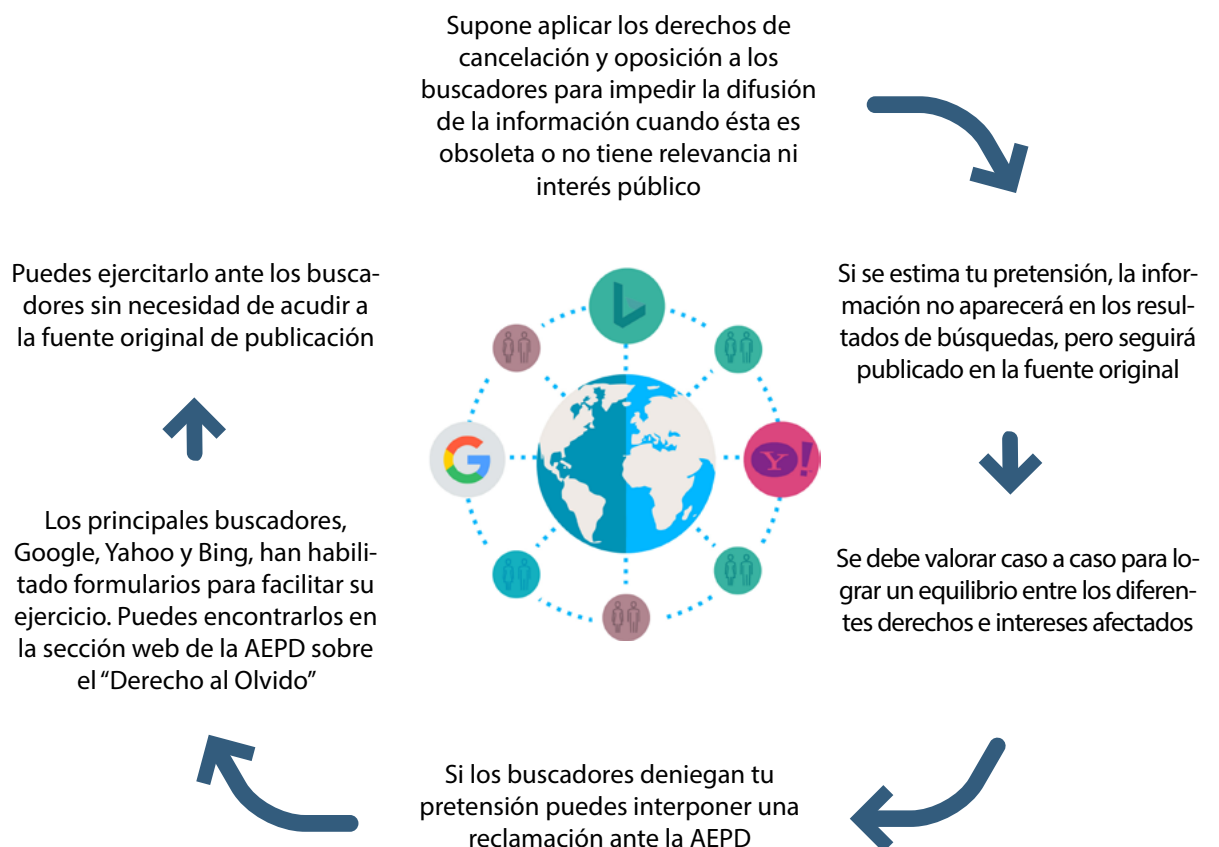 Supone aplicar los derechos de
cancelación y oposición a los
buscadores para impedir la difusión
de la información cuando ésta es
obsoleta o no tiene relevancia ni
interés público
Si se estima tu pretensión, la infor-
mación no aparecerá en los resul-
tados de búsquedas, pero seguirá
publicado en la fuente original
Se debe valorar caso a caso para lo-
grar un equilibrio entre los diferen-
tes derechos e intereses afectados
Si los buscadores deniegan tu
pretensión puedes interponer una
reclamación ante la AEPD
Los principales buscadores,
Google, Yahoo y Bing, han habili-
tado formularios para facilitar su
ejercicio. Puedes encontrarlos en
la sección web de la AEPD sobre
el “Derecho al Olvido”
Puedes ejercitarlo ante los busca-
dores sin necesidad de acudir a
la fuente original de publicación
G
Y!